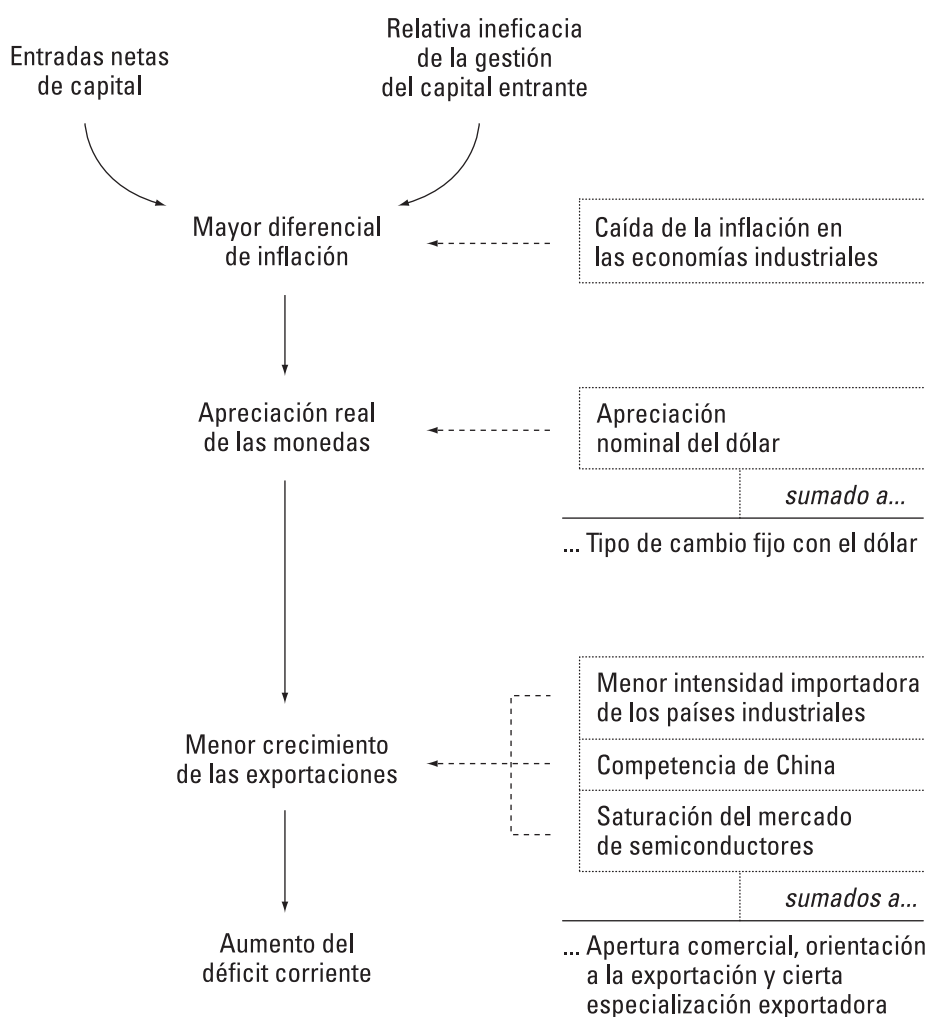 Entradas netas
de capital
Relativa ineficacia
de la gestión
del capital entrante
Mayor diferencial
de inflación
Caída de la inflación en
las economías industriales
Apreciación real
de las monedas
Apreciación
nominal del dólar
sumado a...
... Tipo de cambio fijo con el dólar
Menor crecimiento
de las exportaciones
Menor intensidad importadora
de los países industriales
Competencia de China
Saturación del mercado
de semiconductores
sumados a...
Aumento del
déficit corriente
... Apertura comercial, orientación
a la exportación y cierta
especialización exportadora